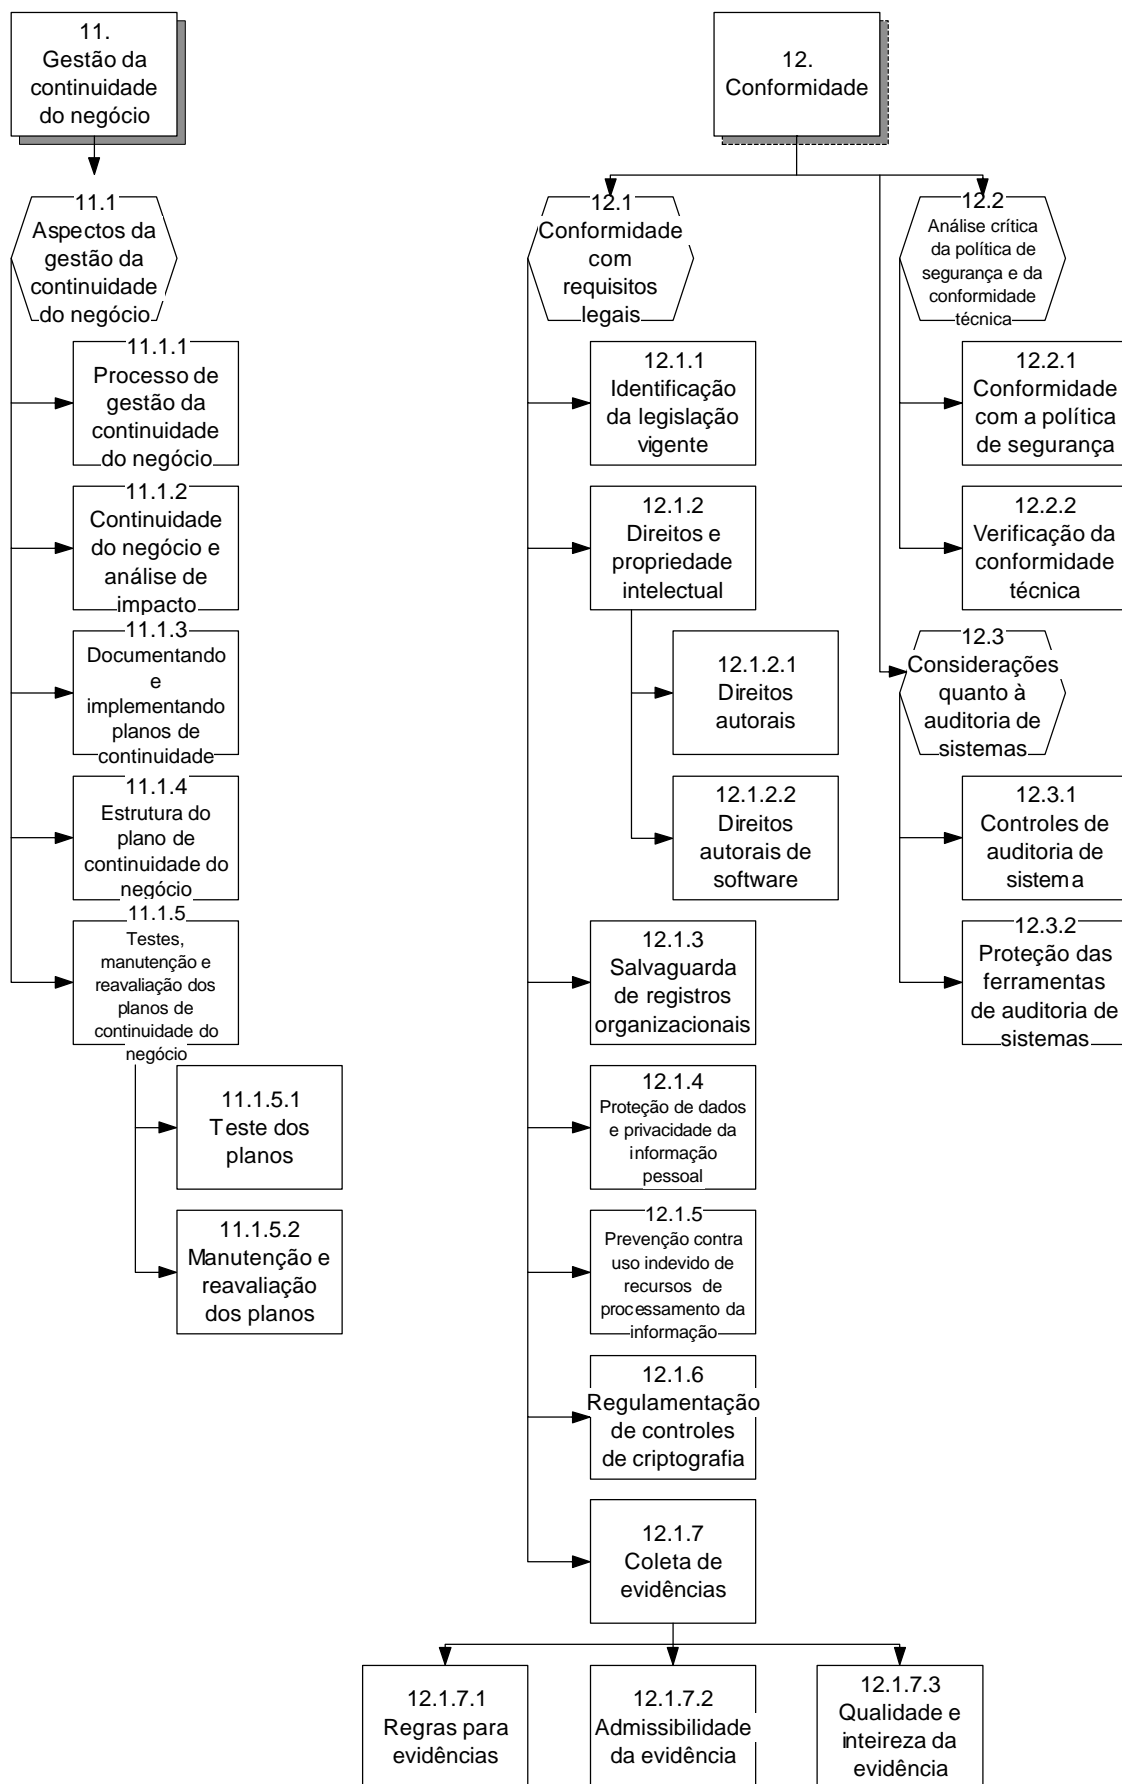 11.
Gestão da
continuidade
do negócio
11.1
Aspectos da
gestão da
continuidade
do negócio
11.1.1
Processo de
gestão da
continuidade
do negócio
11.1.2
Continuidade
do negócio e
análise de
impacto
11.1.3
Documentando
e
implementando
planos de
continuidade
11.1.4
Estrutura do
plano de
continuidade do
negócio
11.1.5
Testes,
manutenção e
reavaliação dos
planos de
continuidade do
negócio
11.1.5.1
Teste dos
planos
11.1.5.2
Manutenção e
reavaliação
dos planos
12.
Conformidade
12.1
Conformidade
com
requisitos
legais
12.1.1
Identificação
da legislação
vigente
12.1.2
Direitos e
propriedade
intelectual
12.1.2.1
Direitos
autorais
12.1.2.2
Direitos
autorais de
software
12.1.3
Salvaguarda
de registros
organizacionais
12.1.4
Proteção de dados
e privacidade da
informação
pessoal
12.1.5
Prevenção contra
uso indevido de
recursos de
processamento da
informação
12.1.6
Regulamentação
de controles
de criptografia
12.1.7
Coleta de
evidências
12.1.7.1
Regras para
evidências
12.1.7.2
Admissibilidade
da evidência
12.1.7.3
Qualidade e
inteireza da
evidência
12.2
Análise crítica
da política de
segurança e da
conformidade
técnica
12.2.1
Conformidade
com a política
de segurança
12.2.2
Verificação da
conformidade
técnica
12.3
Considerações
quanto à
auditoria de
sistemas
12.3.1
Controles de
auditoria de
sistema
12.3.2
Proteção das
ferramentas
de auditoria de
sistemas